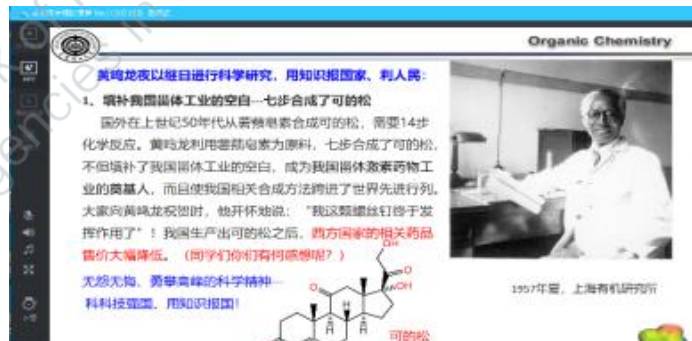 Organic Chemistry
黄鸣龙夜以继日进行科学研究，用知识报国家、利人民：
1、填补我国甾体工业的空白---七步合成了可的松
国外在上世纪50年代从薯蓣皂素合成可的松，需要14步
化学反应。黄鸣龙利用薯蓣皂素为原料，七步合成了可的松，
不但填补了我国甾体工业的空白，成为我国甾体激素药物工
业的奠基人，而且使我国相关合成方法跨进了世界先进行列。
大家向黄鸣龙祝贺时，他开怀地说：“我这颗螺丝钉终于发
挥作用了”！我国生产出可的松之后，西方国家的相关药品
售价大幅降低。（同学们你们有何感想呢？）
无怨无悔、勇攀高峰的科学精神---
科科技强国，用知识报国！
OH
O
OH
O
H
H
H
可的松
1957年夏，上海有机研究所